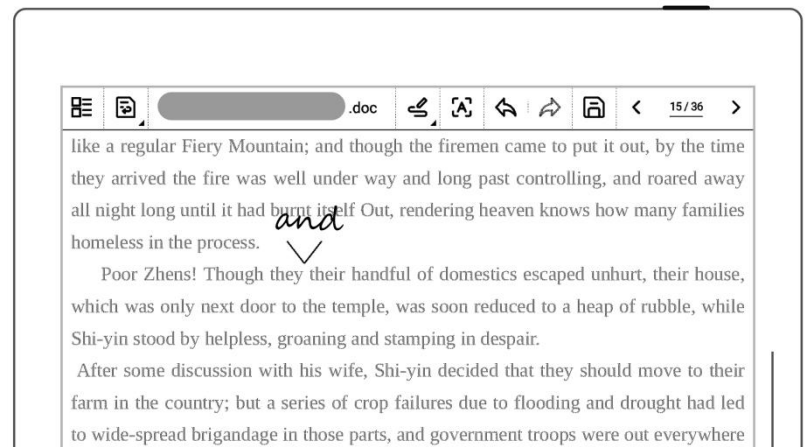 .doc
15 / 36
like a regular Fiery Mountain; and though the firemen came to put it out, by the time
they arrived the fire was well under way and long past controlling, and roared away
all night long until it had burnt itself Out, rendering heaven knows how many families
and
homeless in the process.
Poor Zhens! Though they their handful of domestics escaped unhurt, their house,
which was only next door to the temple, was soon reduced to a heap of rubble, while
Shi-yin stood by helpless, groaning and stamping in despair.
After some discussion with his wife, Shi-yin decided that they should move to their
farm in the country; but a series of crop failures due to flooding and drought had led
to wide-spread brigandage in those parts, and government troops were out everywhere